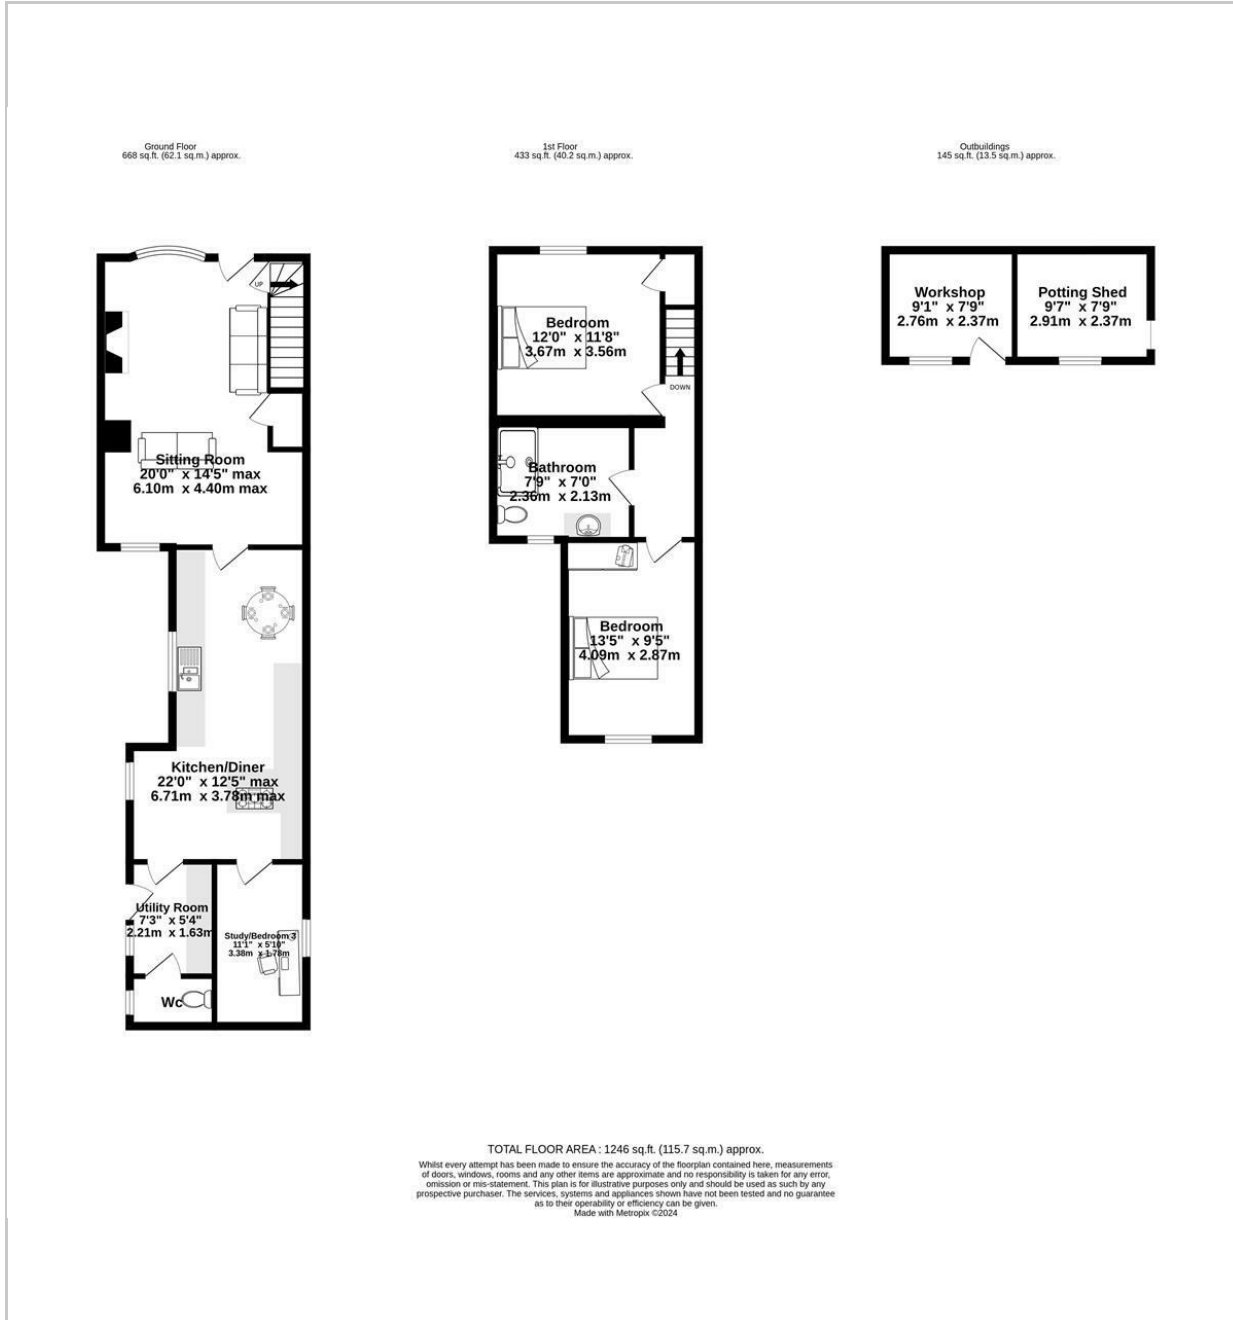 Ground Floor
668 sq.ft. (62.1 sq.m.) approx.
1st Floor
433 sq.ft. (40.2 sq.m.) approx.
Outbuildings
145 sq.ft. (13.5 sq.m.) approx.
UP
Sitting Room
20'0" x 14'5" max
6.10m x 4.40m max
Kitchen/Diner
22'0" x 12'5" max
6.71m x 3.78m max
Utility Room
7'3" x 5'4"
2.21m x 1.63m
Study/Bedroom 3
11'1" x 5'10"
3.38m x 1.78m
Wc
Bedroom
12'0" x 11'8"
3.67m x 3.56m
DOWN
Bathroom
7'9" x 7'0"
2.36m x 2.13m
Bedroom
13'5" x 9'5"
4.09m x 2.87m
Workshop
9'1" x 7'9"
2.76m x 2.37m
Potting Shed
9'7" x 7'9"
2.91m x 2.37m
TOTAL FLOOR AREA : 1246 sq.ft. (115.7 sq.m.) approx.
Whilst every attempt has been made to ensure the accuracy of the floorplan contained here, measurements
of doors, windows, rooms and any other items are approximate and no responsibility is taken for any error,
omission or mis-statement. This plan is for illustrative purposes only and should be used as such by any
prospective purchaser. The services, systems and appliances shown have not been tested and no guarantee
as to their operability or efficiency can be given.
Made with Metropix ©2024